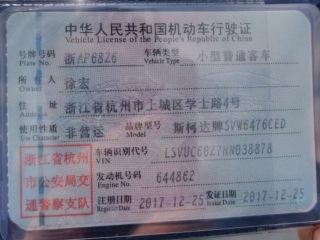 中华人民共和国机动车行驶证
Vehicle License of the People's Republic of China
号牌号码 浙AP6826 车辆类型 小型普通客车
Plate No. Vehicle Type
所有人 徐宏
Owner
住址 浙江省杭州市上城区学士路4号
Address
使用性质 非营运 品牌型号 斯柯达牌SVW6476CED
Use Character Model
浙江省杭州
市公安局交
通警察支队
车辆识别代号 LSVUC60Z7HN038878
VIN
发动机号码 644862
Engine No.
注册日期 2017-12-25 发证日期 2017-12-25
Register Date Issue Date